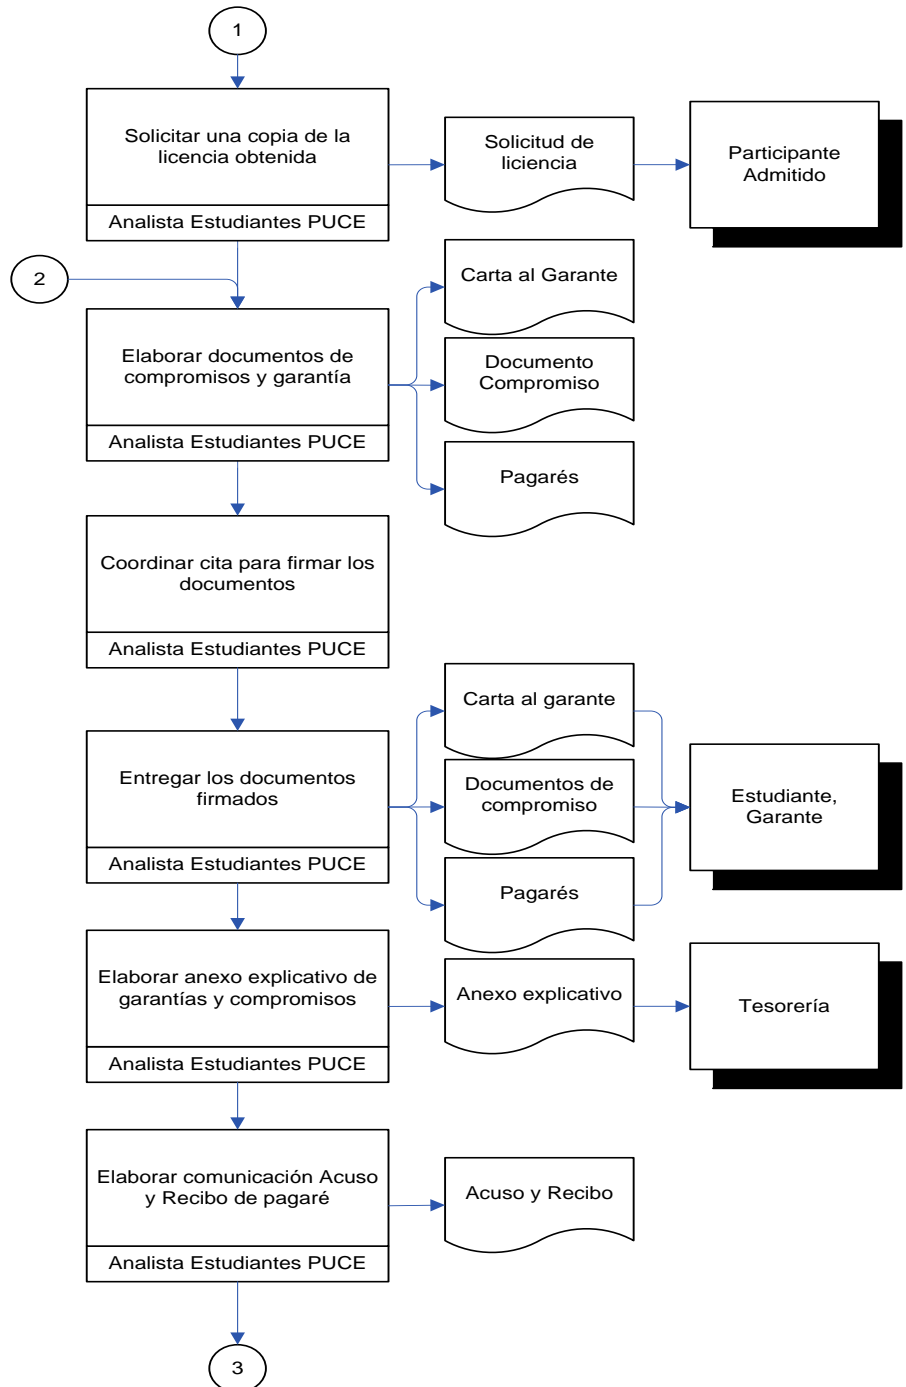 1
Solicitar una copia de la
licencia obtenida
Analista Estudiantes PUCE
Solicitud de
liciencia
Participante
Admitido
2
Elaborar documentos de
compromisos y garantía
Analista Estudiantes PUCE
Carta al Garante
Documento
Compromiso
Pagarés
Coordinar cita para firmar los
documentos
Analista Estudiantes PUCE
Entregar los documentos
firmados
Analista Estudiantes PUCE
Carta al garante
Documentos de
compromiso
Pagarés
Estudiante,
Garante
Elaborar anexo explicativo de
garantías y compromisos
Analista Estudiantes PUCE
Anexo explicativo
Tesorería
Elaborar comunicación Acuso
y Recibo de pagaré
Analista Estudiantes PUCE
Acuso y Recibo
3